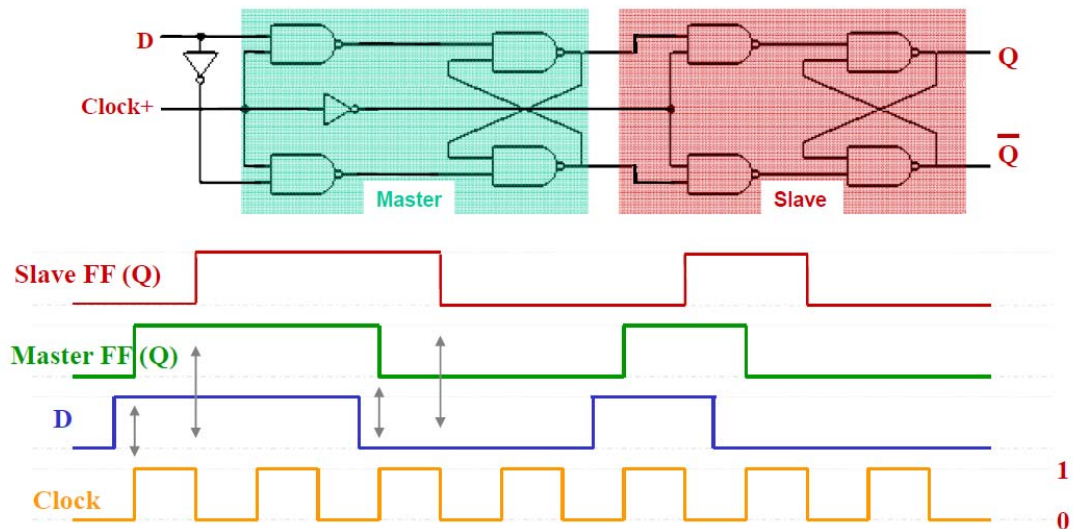 D
Clock+
Q
Q̅
Master
Slave
Slave FF (Q)
Master FF (Q)
D
Clock
1
0